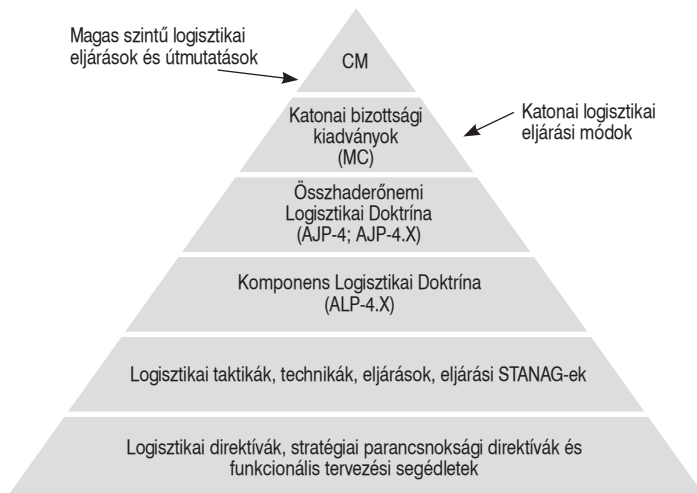 Magas szintű logisztikai
eljárások és útmutatások
CM
Katonai bizottsági
kiadványok
(MC)
Katonai logisztikai
eljárási módok
Összhaderőnemi
Logisztikai Doktrína
(AJP-4; AJP-4.X)
Komponens Logisztikai Doktrína
(ALP-4.X)
Logisztikai taktikák, technikák, eljárások, eljárási STANAG-ek
Logisztikai direktívák, stratégiai parancsnoksági direktívák és
funkcionális tervezési segédletek